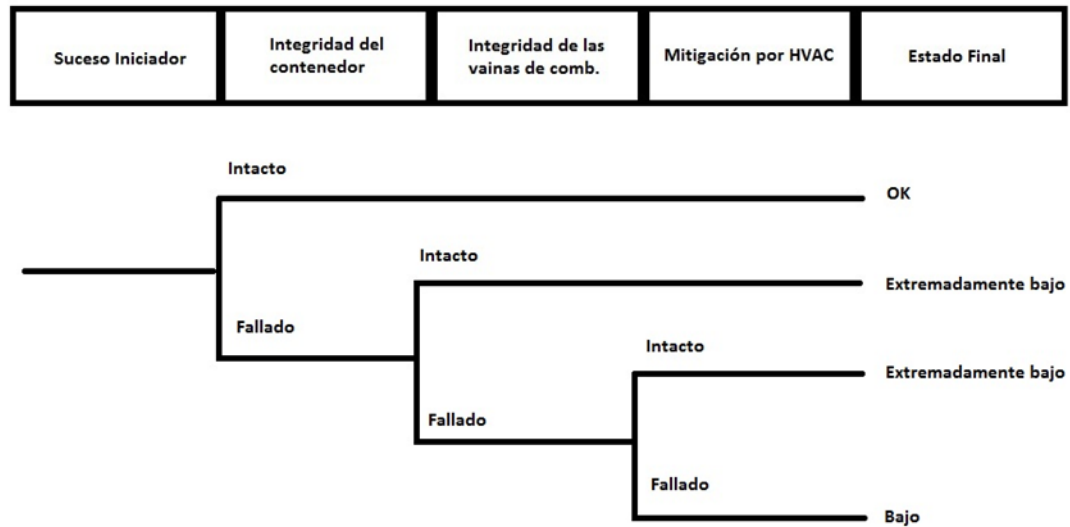 Suceso Iniciador
Integridad del
contenedor
Integridad de las
vainas de comb.
Mitigación por HVAC
Estado Final
Intacto
OK
Intacto
Extremadamente bajo
Fallado
Intacto
Extremadamente bajo
Fallado
Fallado
Bajo